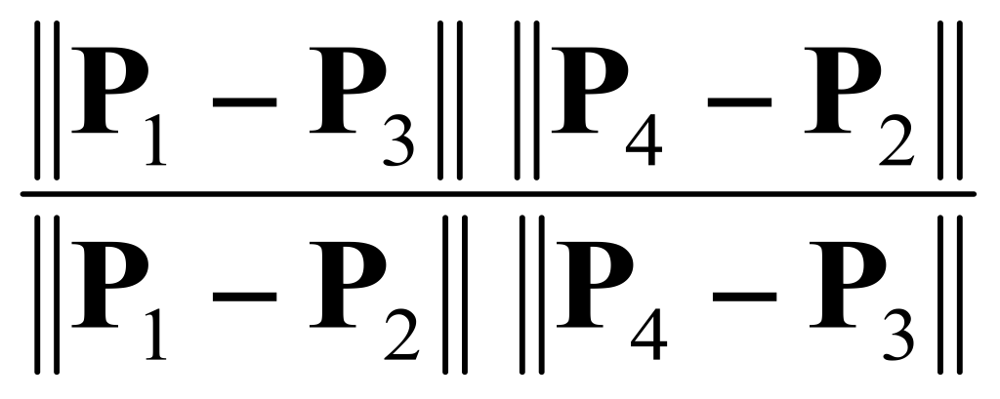 ‖P₁ − P₃‖ ‖P₄ − P₂‖
‖P₁ − P₂‖ ‖P₄ − P₃‖